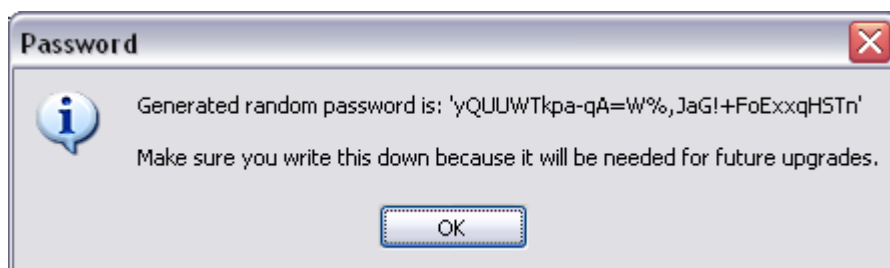 Password
Generated random password is: 'yQUUWTkpa-qA=W%,JaG!+FoExxqHSTn'
Make sure you write this down because it will be needed for future upgrades.
OK